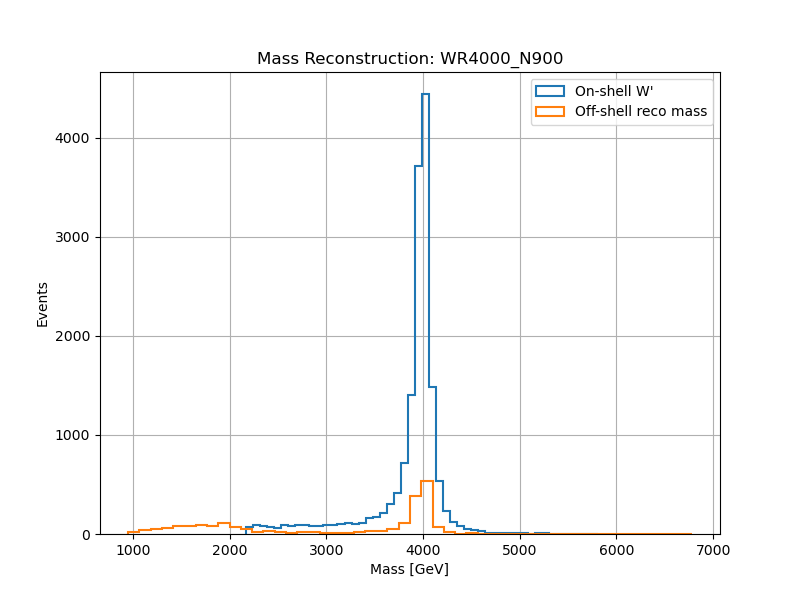 Mass Reconstruction: WR4000_N900
On-shell W'
Off-shell reco mass
4000
3000
2000
1000
0
Events
1000 2000 3000 4000 5000 6000 7000
Mass [GeV]